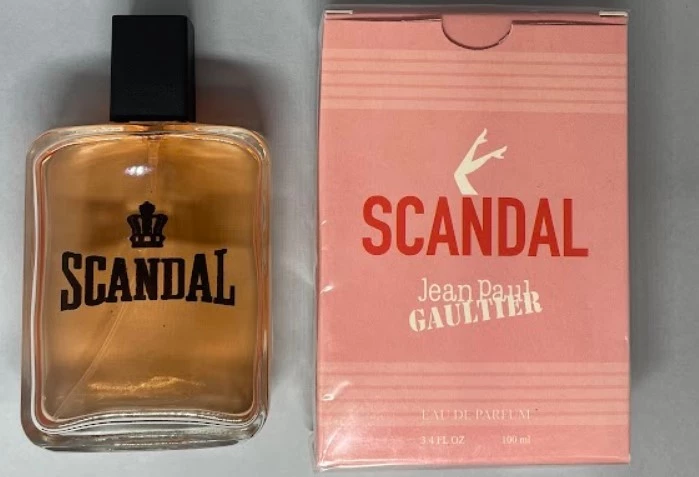 SCANDAL
SCANDAL
Jean Paul
GAULTIER
EAU DE PARFUM
3 4 FL OZ 100 ml